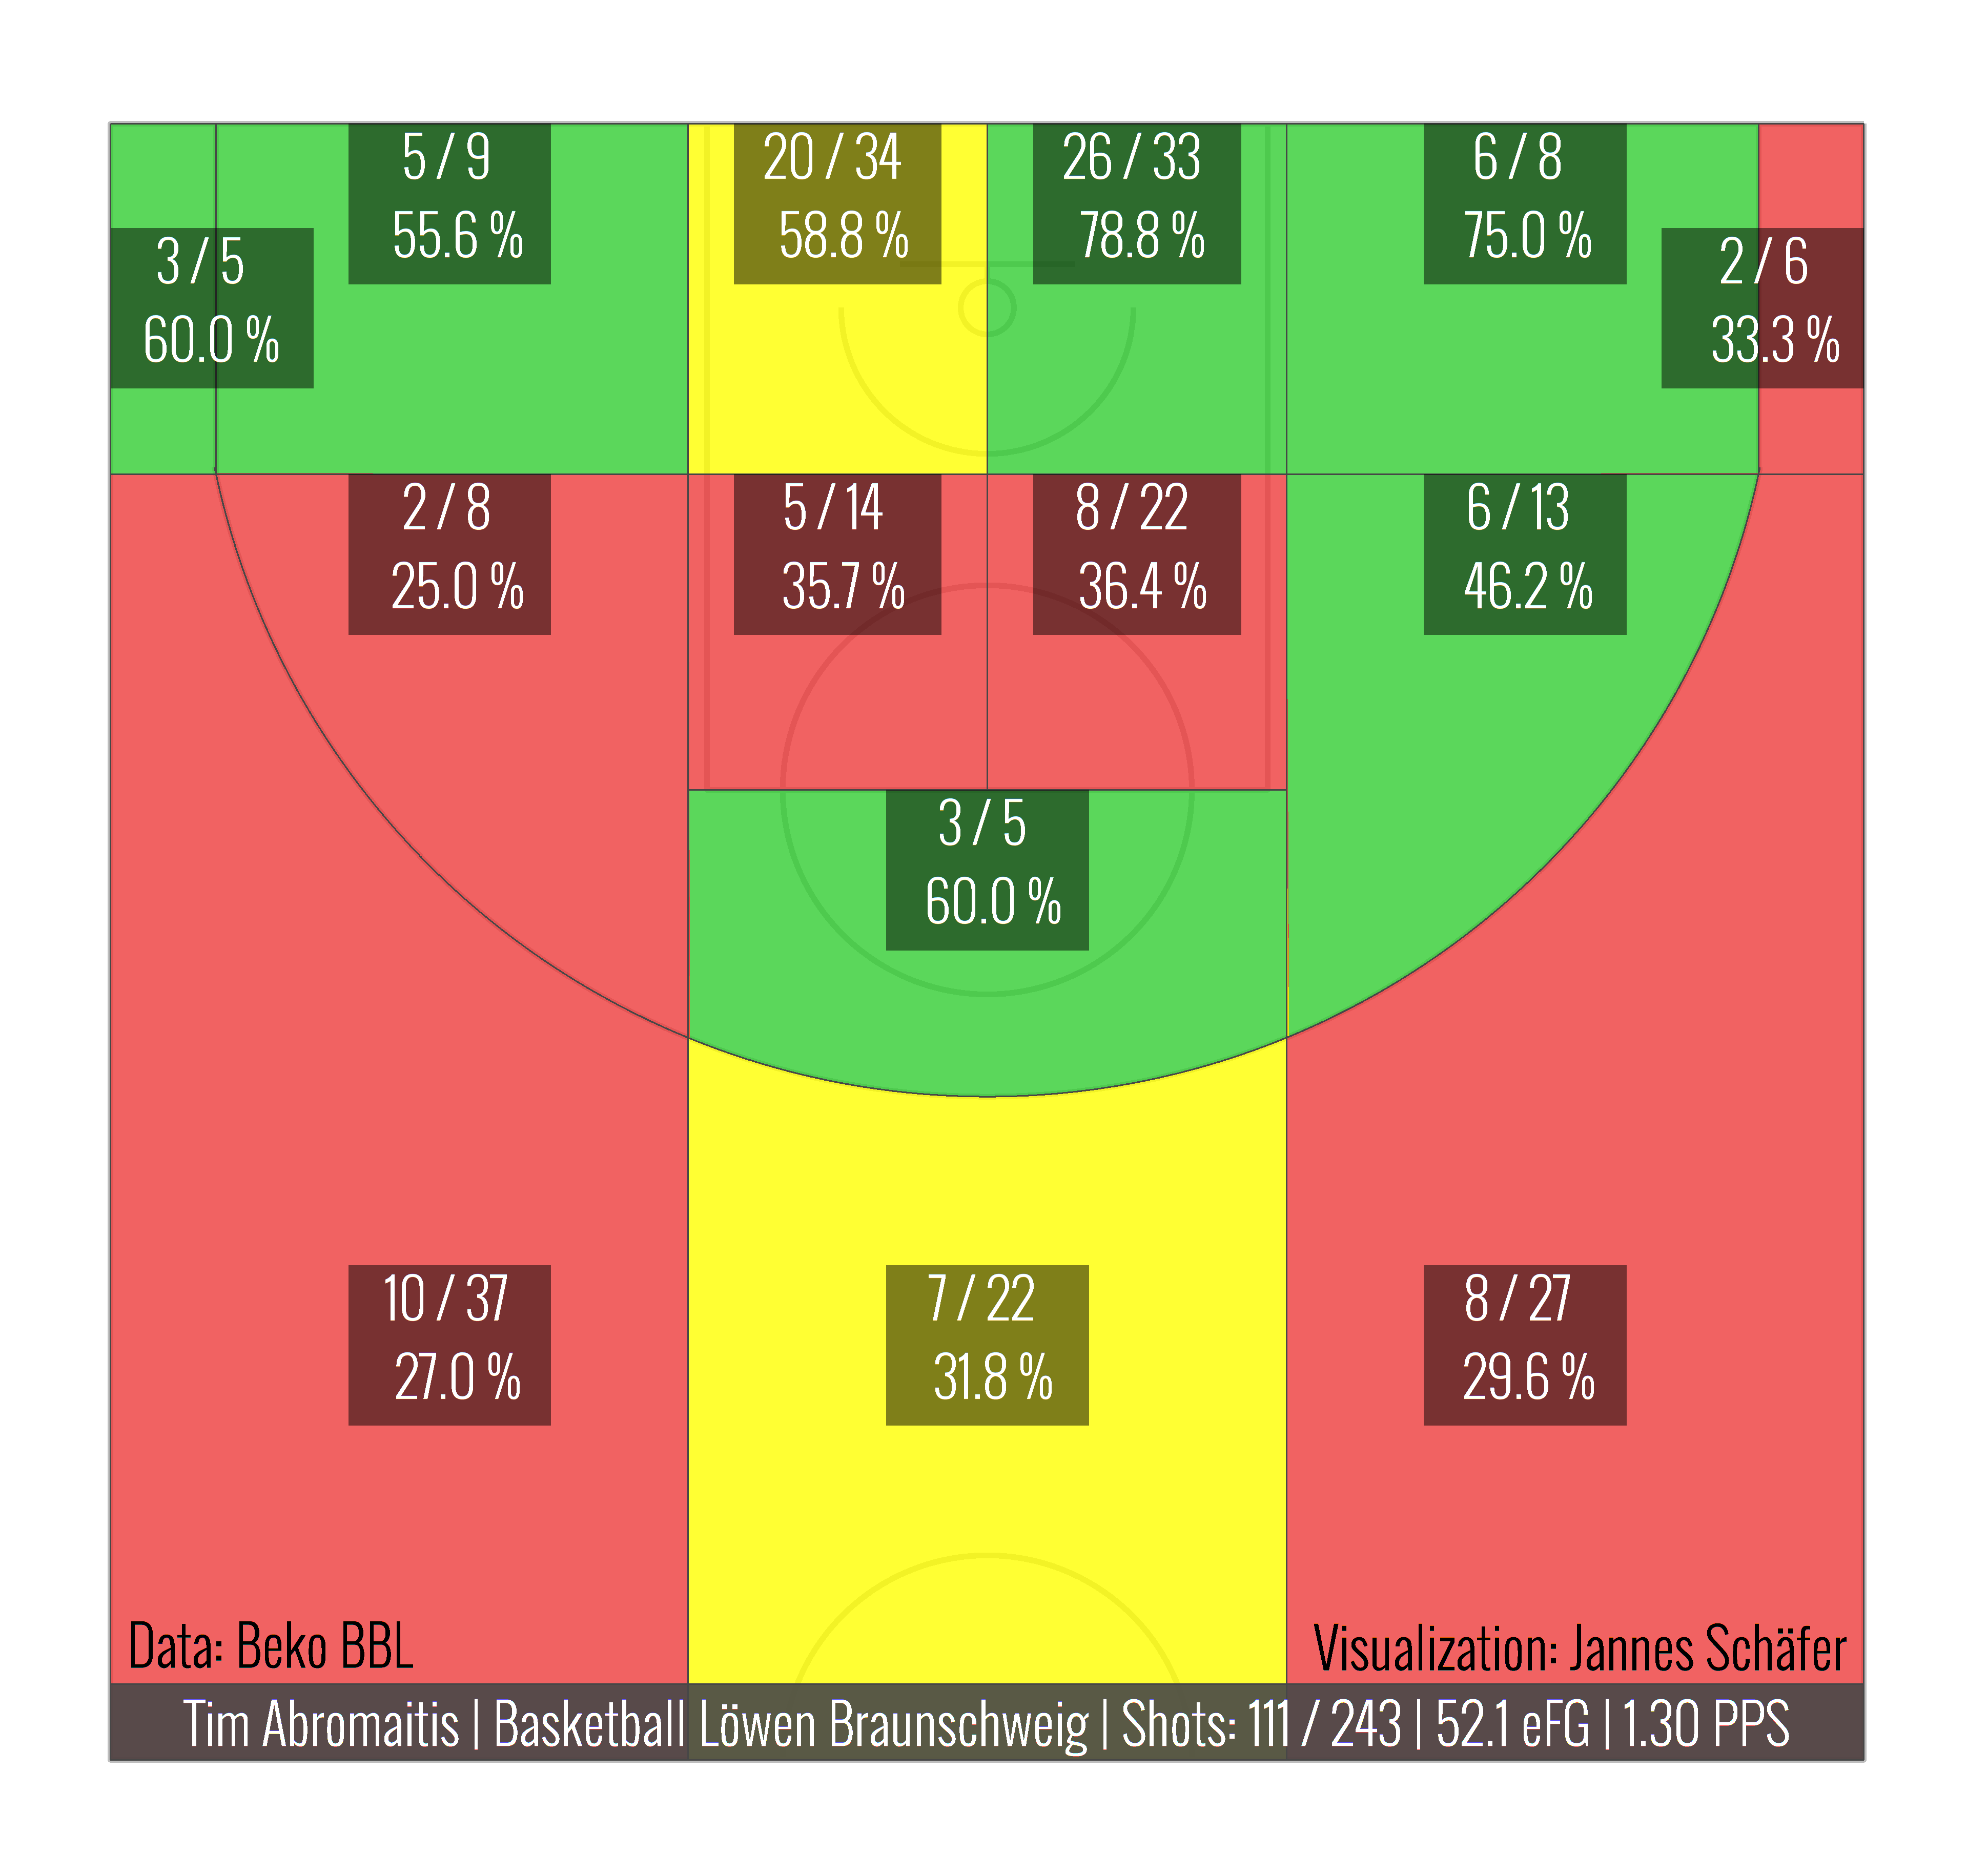 5 / 9
55.6 %
20 / 34
58.8 %
26 / 33
78.8 %
6 / 8
75.0 %
3 / 5
60.0 %
2 / 6
33.3 %
2 / 8
25.0 %
5 / 14
35.7 %
8 / 22
36.4 %
6 / 13
46.2 %
3 / 5
60.0 %
10 / 37
27.0 %
7 / 22
31.8 %
8 / 27
29.6 %
Data: Beko BBL
Visualization: Jannes Schäfer
Tim Abromaitis | Basketball Löwen Braunschweig | Shots: 111 / 243 | 52.1 eFG | 1.30 PPS